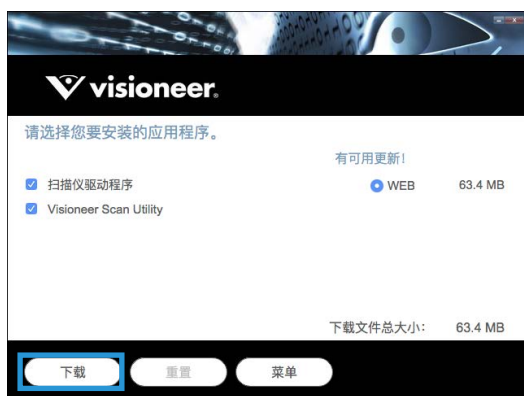 visioneer®
请选择您要安装的应用程序。
有可用更新！
扫描仪驱动程序 WEB 63.4 MB
Visioneer Scan Utility
下载文件总大小： 63.4 MB
下载 重置 菜单